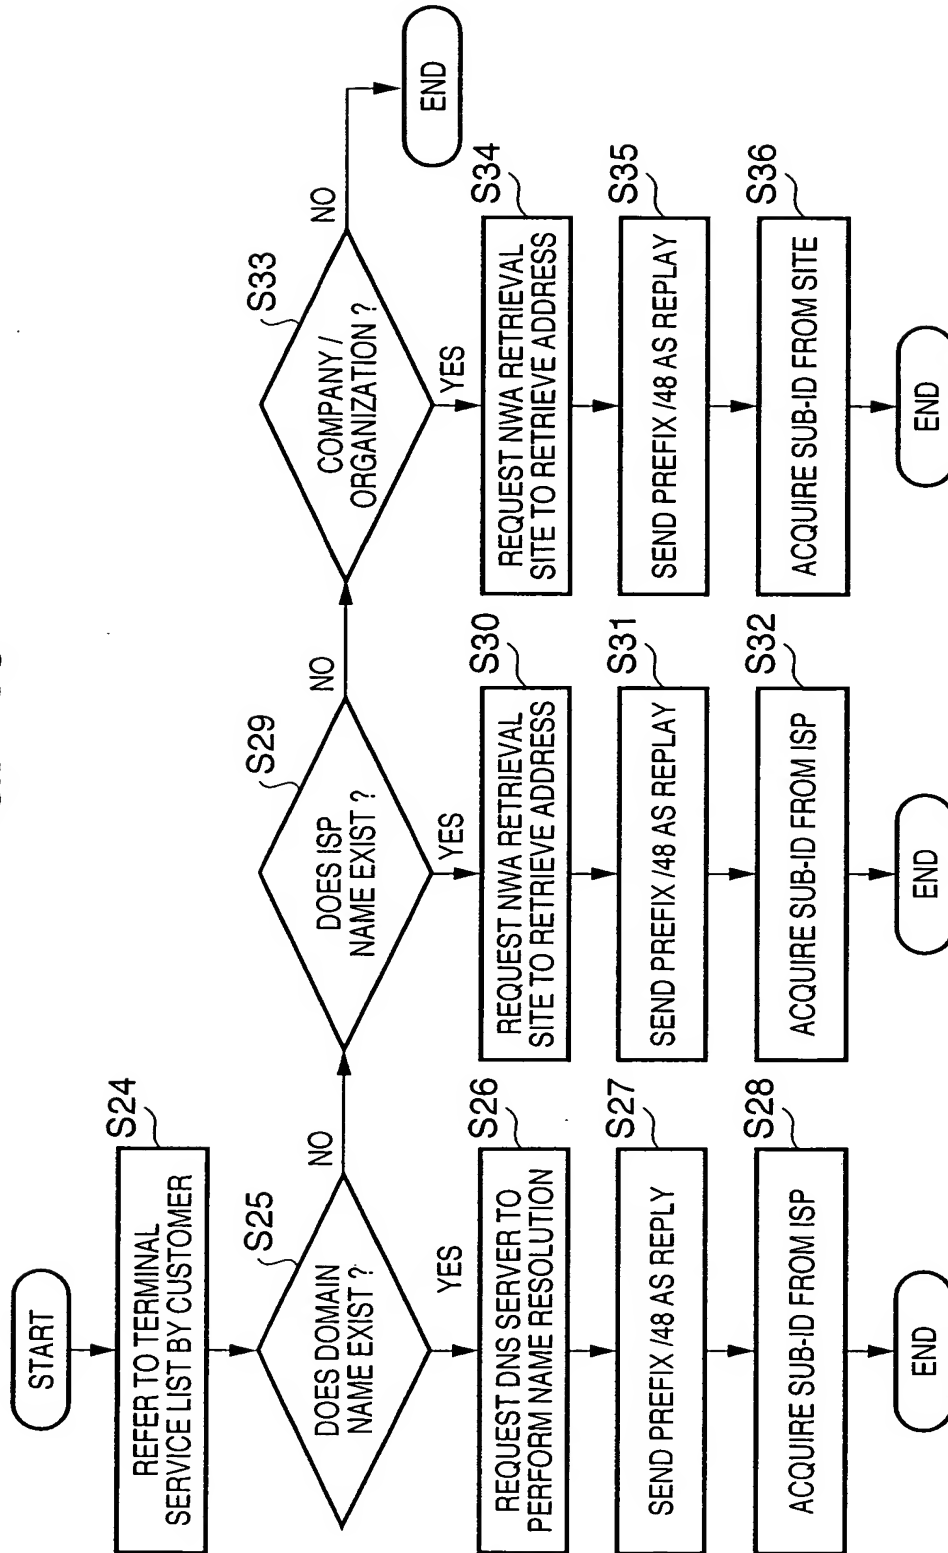 START
S24
REFER TO TERMINAL
SERVICE LIST BY CUSTOMER
S25
DOES DOMAIN
NAME EXIST ?
NO
YES
S26
REQUEST DNS SERVER TO
PERFORM NAME RESOLUTION
S27
SEND PREFIX /48 AS REPLY
S28
ACQUIRE SUB-ID FROM ISP
END
S29
DOES ISP
NAME EXIST ?
NO
YES
S30
REQUEST NWA RETRIEVAL
SITE TO RETRIEVE ADDRESS
S31
SEND PREFIX /48 AS REPLAY
S32
ACQUIRE SUB-ID FROM ISP
END
S33
COMPANY /
ORGANIZATION ?
NO
END
YES
S34
REQUEST NWA RETRIEVAL
SITE TO RETRIEVE ADDRESS
S35
SEND PREFIX /48 AS REPLAY
S36
ACQUIRE SUB-ID FROM SITE
END